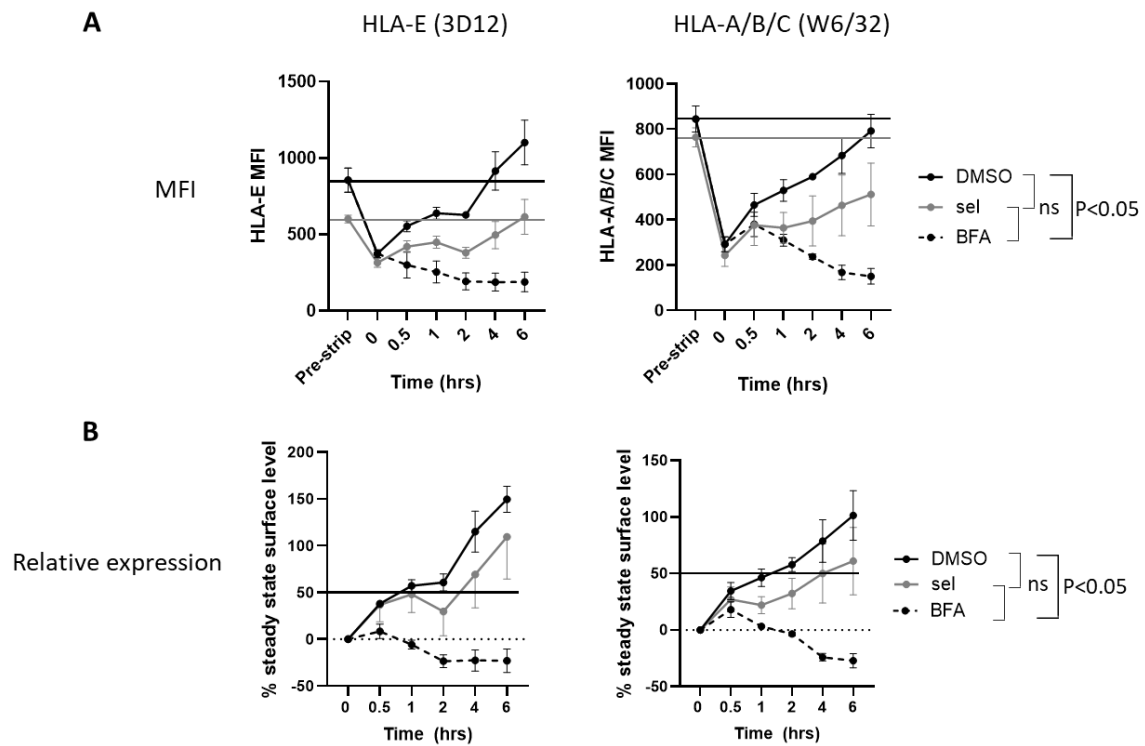 A
HLA-E (3D12)
HLA-A/B/C (W6/32)
MFI
HLA-E MFI
1500
1000
500
0
Pre-strip
0
0.5
1
2
4
6
Time (hrs)
HLA-A/B/C MFI
1000
800
600
400
200
0
Pre-strip
0
0.5
1
2
4
6
Time (hrs)
DMSO
sel
BFA
ns
P<0.05
B
Relative expression
% steady state surface level
200
150
100
50
0
-50
0
0.5
1
2
4
6
Time (hrs)
% steady state surface level
150
100
50
0
-50
0
0.5
1
2
4
6
Time (hrs)
DMSO
sel
BFA
ns
P<0.05